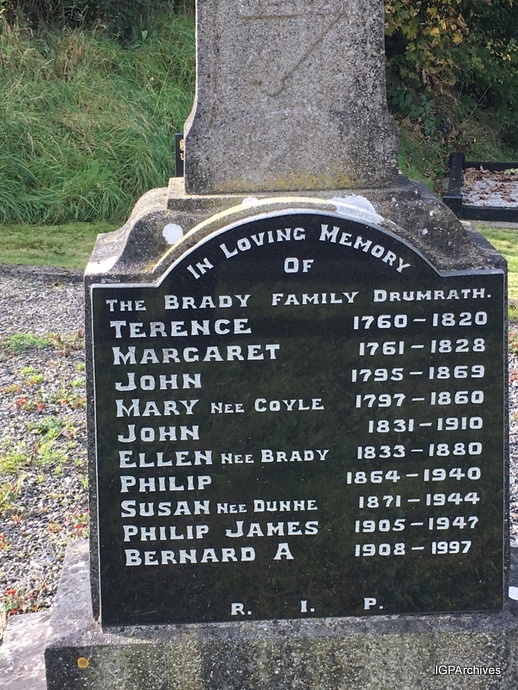 IN LOVING MEMORY
OF
THE BRADY FAMILY DRUMRATH.
TERENCE 1760 - 1820
MARGARET 1761 - 1828
JOHN 1795 - 1869
MARY NEE COYLE 1797 - 1860
JOHN 1831 - 1910
ELLEN NEE BRADY 1833 - 1880
PHILIP 1864 - 1940
SUSAN NEE DUNNE 1871 - 1944
PHILIP JAMES 1905 - 1947
BERNARD A 1908 - 1997
R. I. P.
IGPArchives